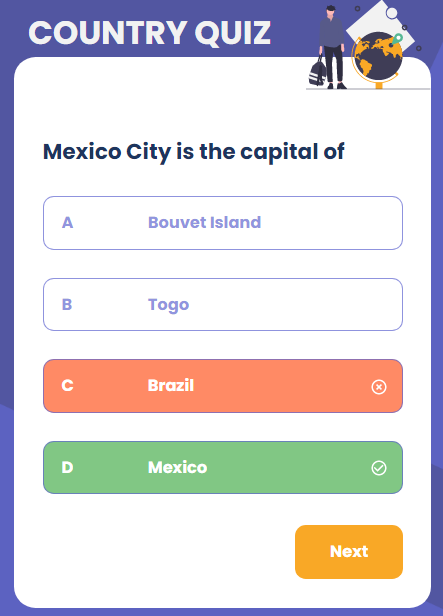 COUNTRY QUIZ
Mexico City is the capital of
A Bouvet Island
B Togo
C Brazil
D Mexico
Next